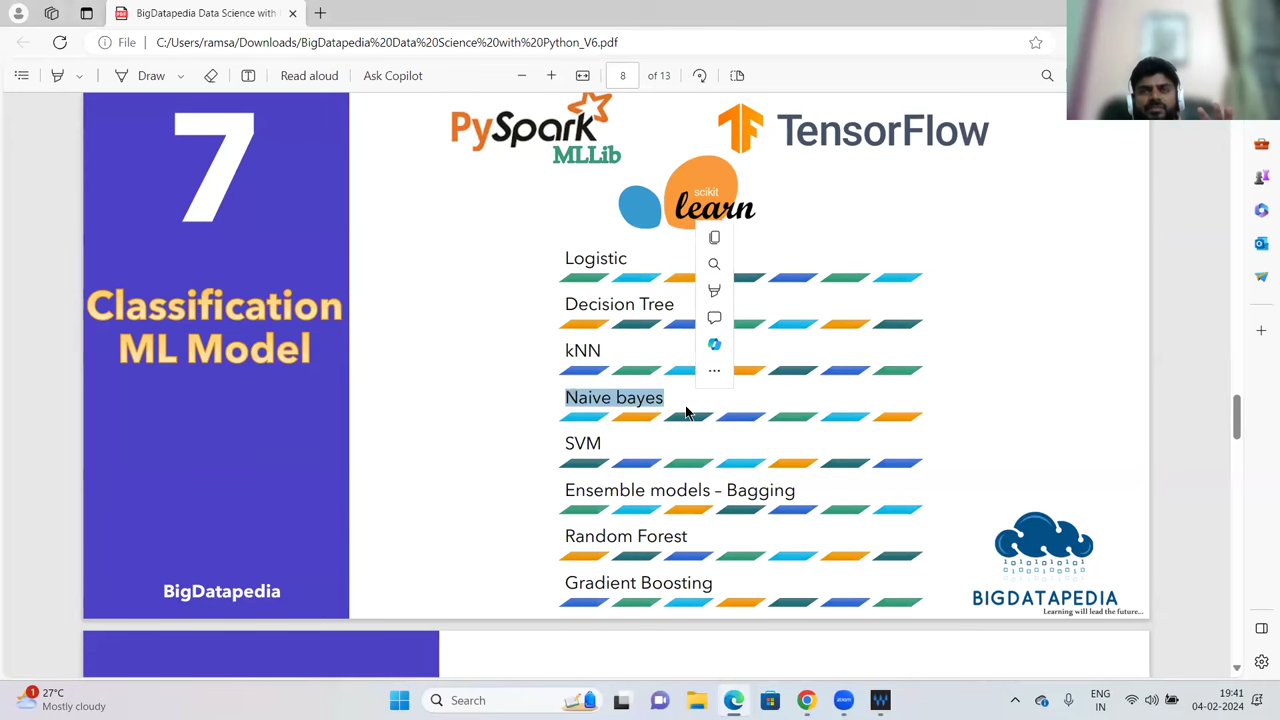 BigDatapedia Data Science with
File
C:/Users/ramsa/Downloads/BigDatapedia%20Data%20Science%20with%20Python_V6.pdf
Draw
Read aloud
Ask Copilot
8
of 13
7
Classification
ML Model
BigDatapedia
PySpark
MLLib
TensorFlow
scikit
learn
Logistic
Decision Tree
kNN
Naive bayes
SVM
Ensemble models – Bagging
Random Forest
Gradient Boosting
BIGDATAPEDIA
Learning will lead the future...
1
27°C
Mostly cloudy
Search
ENG
IN
19:41
04-02-2024